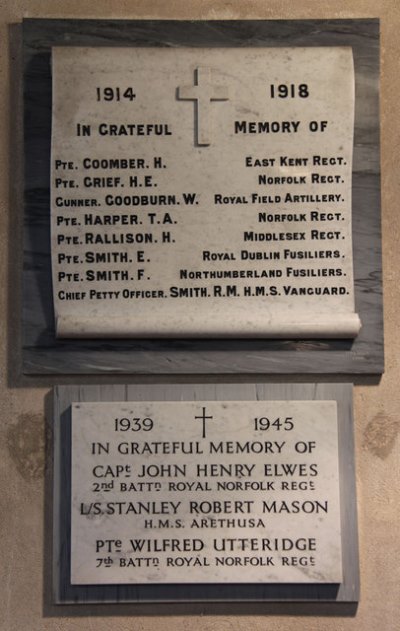 1914 1918
IN GRATEFUL MEMORY OF
PTE. COOMBER. H. EAST KENT REGT.
PTE. GRIEF. H.E. NORFOLK REGT.
GUNNER. GOODBURN. W. ROYAL FIELD ARTILLERY.
PTE. HARPER. T.A. NORFOLK REGT.
PTE. RALLISON. H. MIDDLESEX REGT.
PTE. SMITH. E. ROYAL DUBLIN FUSILIERS.
PTE. SMITH. F. NORTHUMBERLAND FUSILIERS.
CHIEF PETTY OFFICER. SMITH. R.M. H.M.S. VANGUARD.
1939 1945
IN GRATEFUL MEMORY OF
CAPT JOHN HENRY ELWES
2nd BATTn ROYAL NORFOLK REGt
L/S. STANLEY ROBERT MASON
H.M.S. ARETHUSA
PTe WILFRED UTTERIDGE
7th BATTn ROYAL NORFOLK REGt